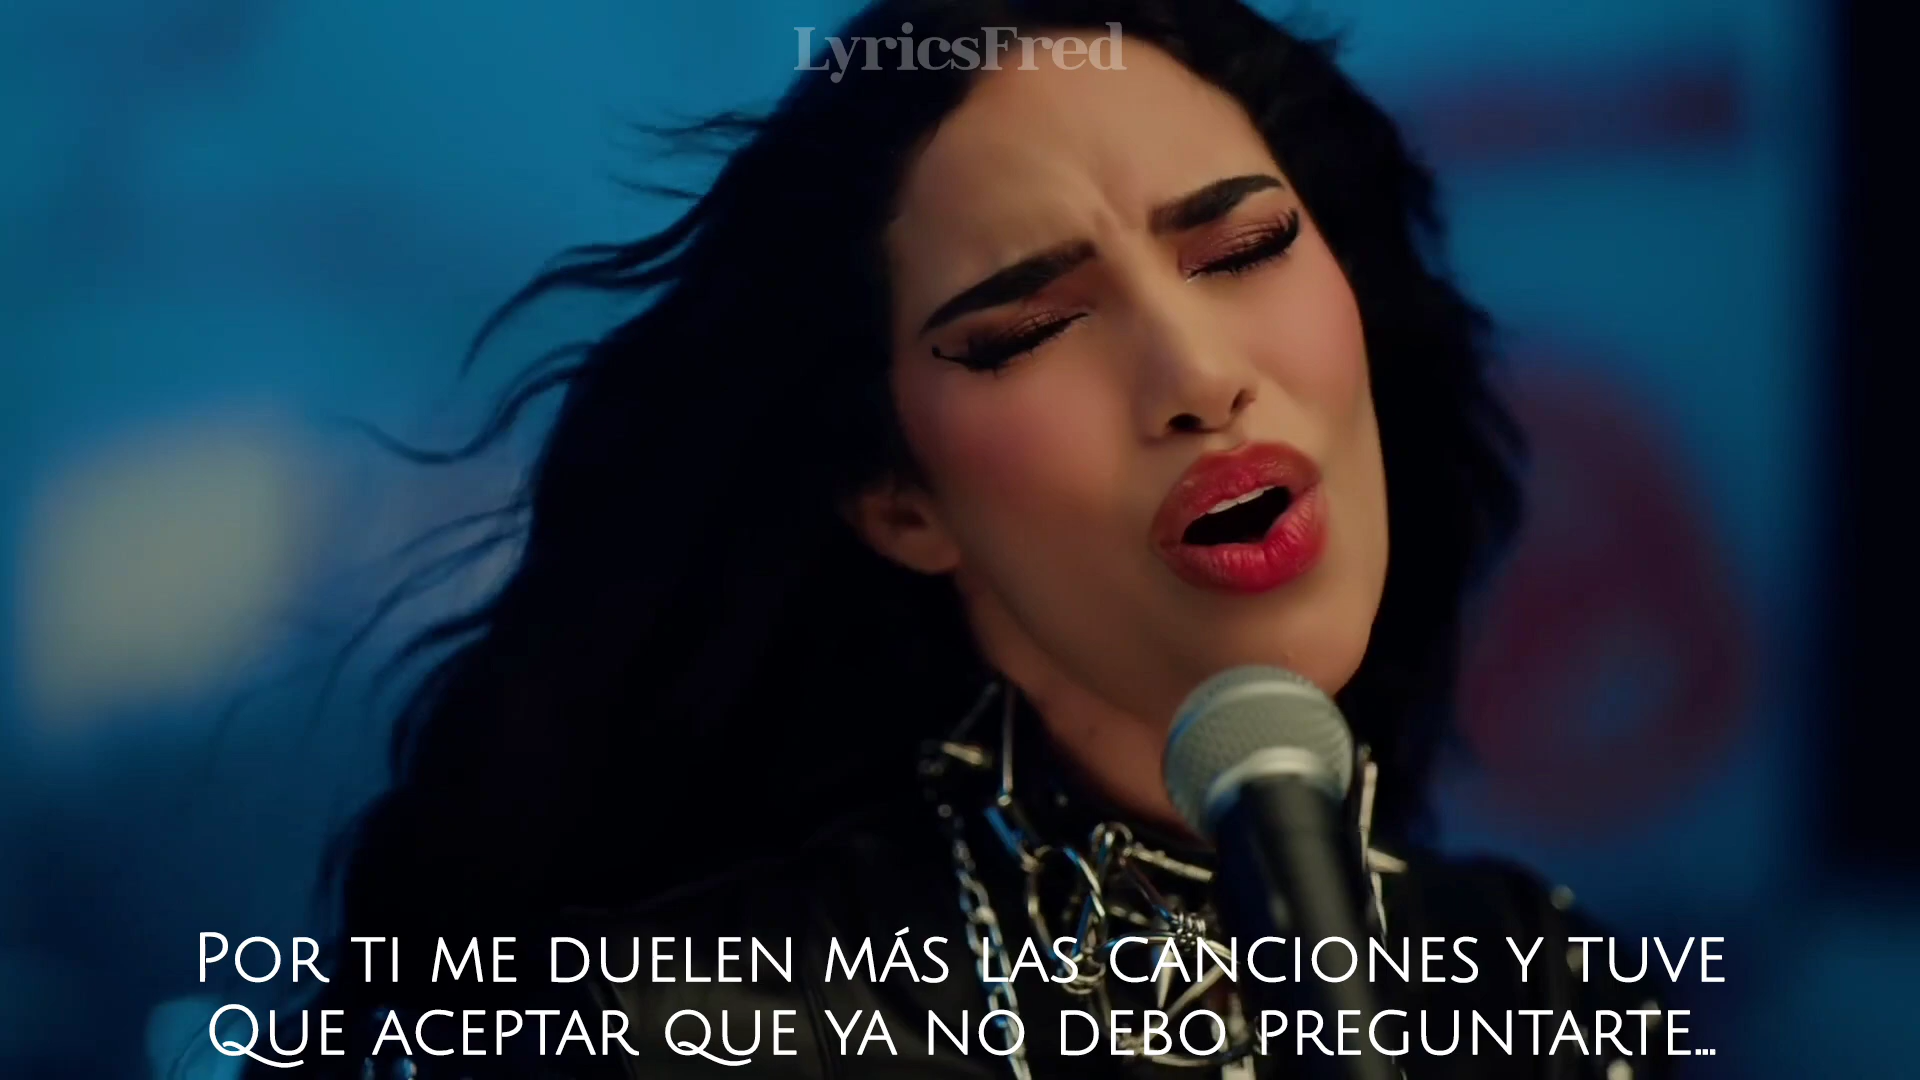 LyricsFred
Por ti me duelen más las canciones y tuve
Que aceptar que ya no debo preguntarte...